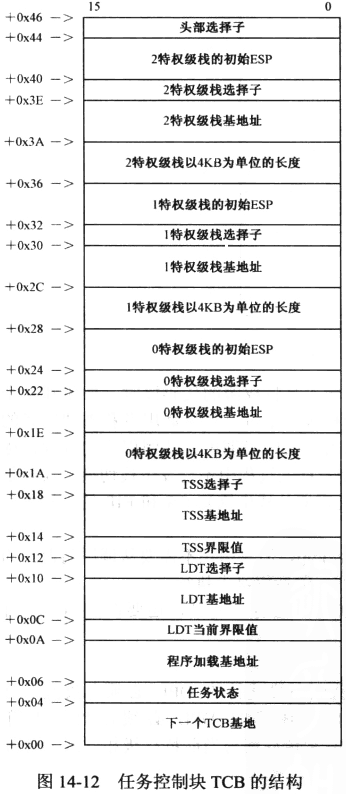 15 0
+0x46 —>
头部选择子
+0x44 —>
2特权级栈的初始ESP
+0x40 —>
2特权级栈选择子
+0x3E —>
2特权级栈基地址
+0x3A —>
2特权级栈以4KB为单位的长度
+0x36 —>
1特权级栈的初始ESP
+0x32 —>
1特权级栈选择子
+0x30 —>
1特权级栈基地址
+0x2C —>
1特权级栈以4KB为单位的长度
+0x28 —>
0特权级栈的初始ESP
+0x24 —>
0特权级栈选择子
+0x22 —>
0特权级栈基地址
+0x1E —>
0特权级栈以4KB为单位的长度
+0x1A —>
TSS选择子
+0x18 —>
TSS基地址
+0x14 —>
TSS界限值
+0x12 —>
LDT选择子
+0x10 —>
LDT基地址
+0x0C —>
LDT当前界限值
+0x0A —>
程序加载基地址
+0x06 —>
任务状态
+0x04 —>
下一个TCB基地
+0x00 —>
图 14-12 任务控制块 TCB 的结构